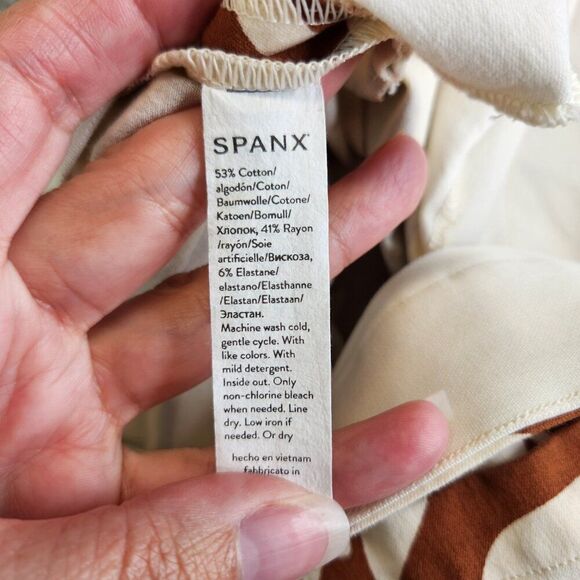 SPANX®
53% Cotton/
algodón/Coton/
Baumwolle/Cotone/
Katoen/Bomull/
Хлопок, 41% Rayon
/rayón/Soie
artificielle/Вискоза,
6% Elastane/
elastano/Elasthanne
/Elastan/Elastaan/
Эластан.
Machine wash cold,
gentle cycle. With
like colors. With
mild detergent.
Inside out. Only
non-chlorine bleach
when needed. Line
dry. Low iron if
needed. Or dry
hecho en vietnam
fabbricato in